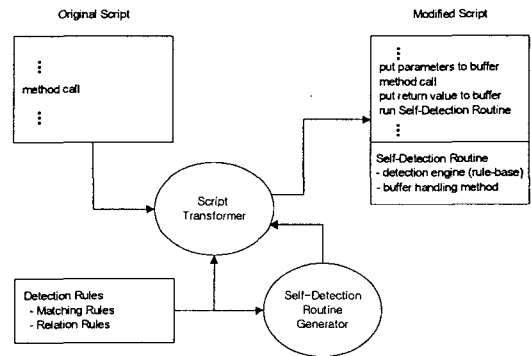 Original Script
Modified Script
method call
put parameters to buffer
method call
put return value to buffer
run Self-Detection Routine
Self-Detection Routine
- detection engine (rule-base)
- buffer handling method
Script
Transformer
Detection Rules
- Matching Rules
- Relation Rules
Self-Detection
Routine
Generator